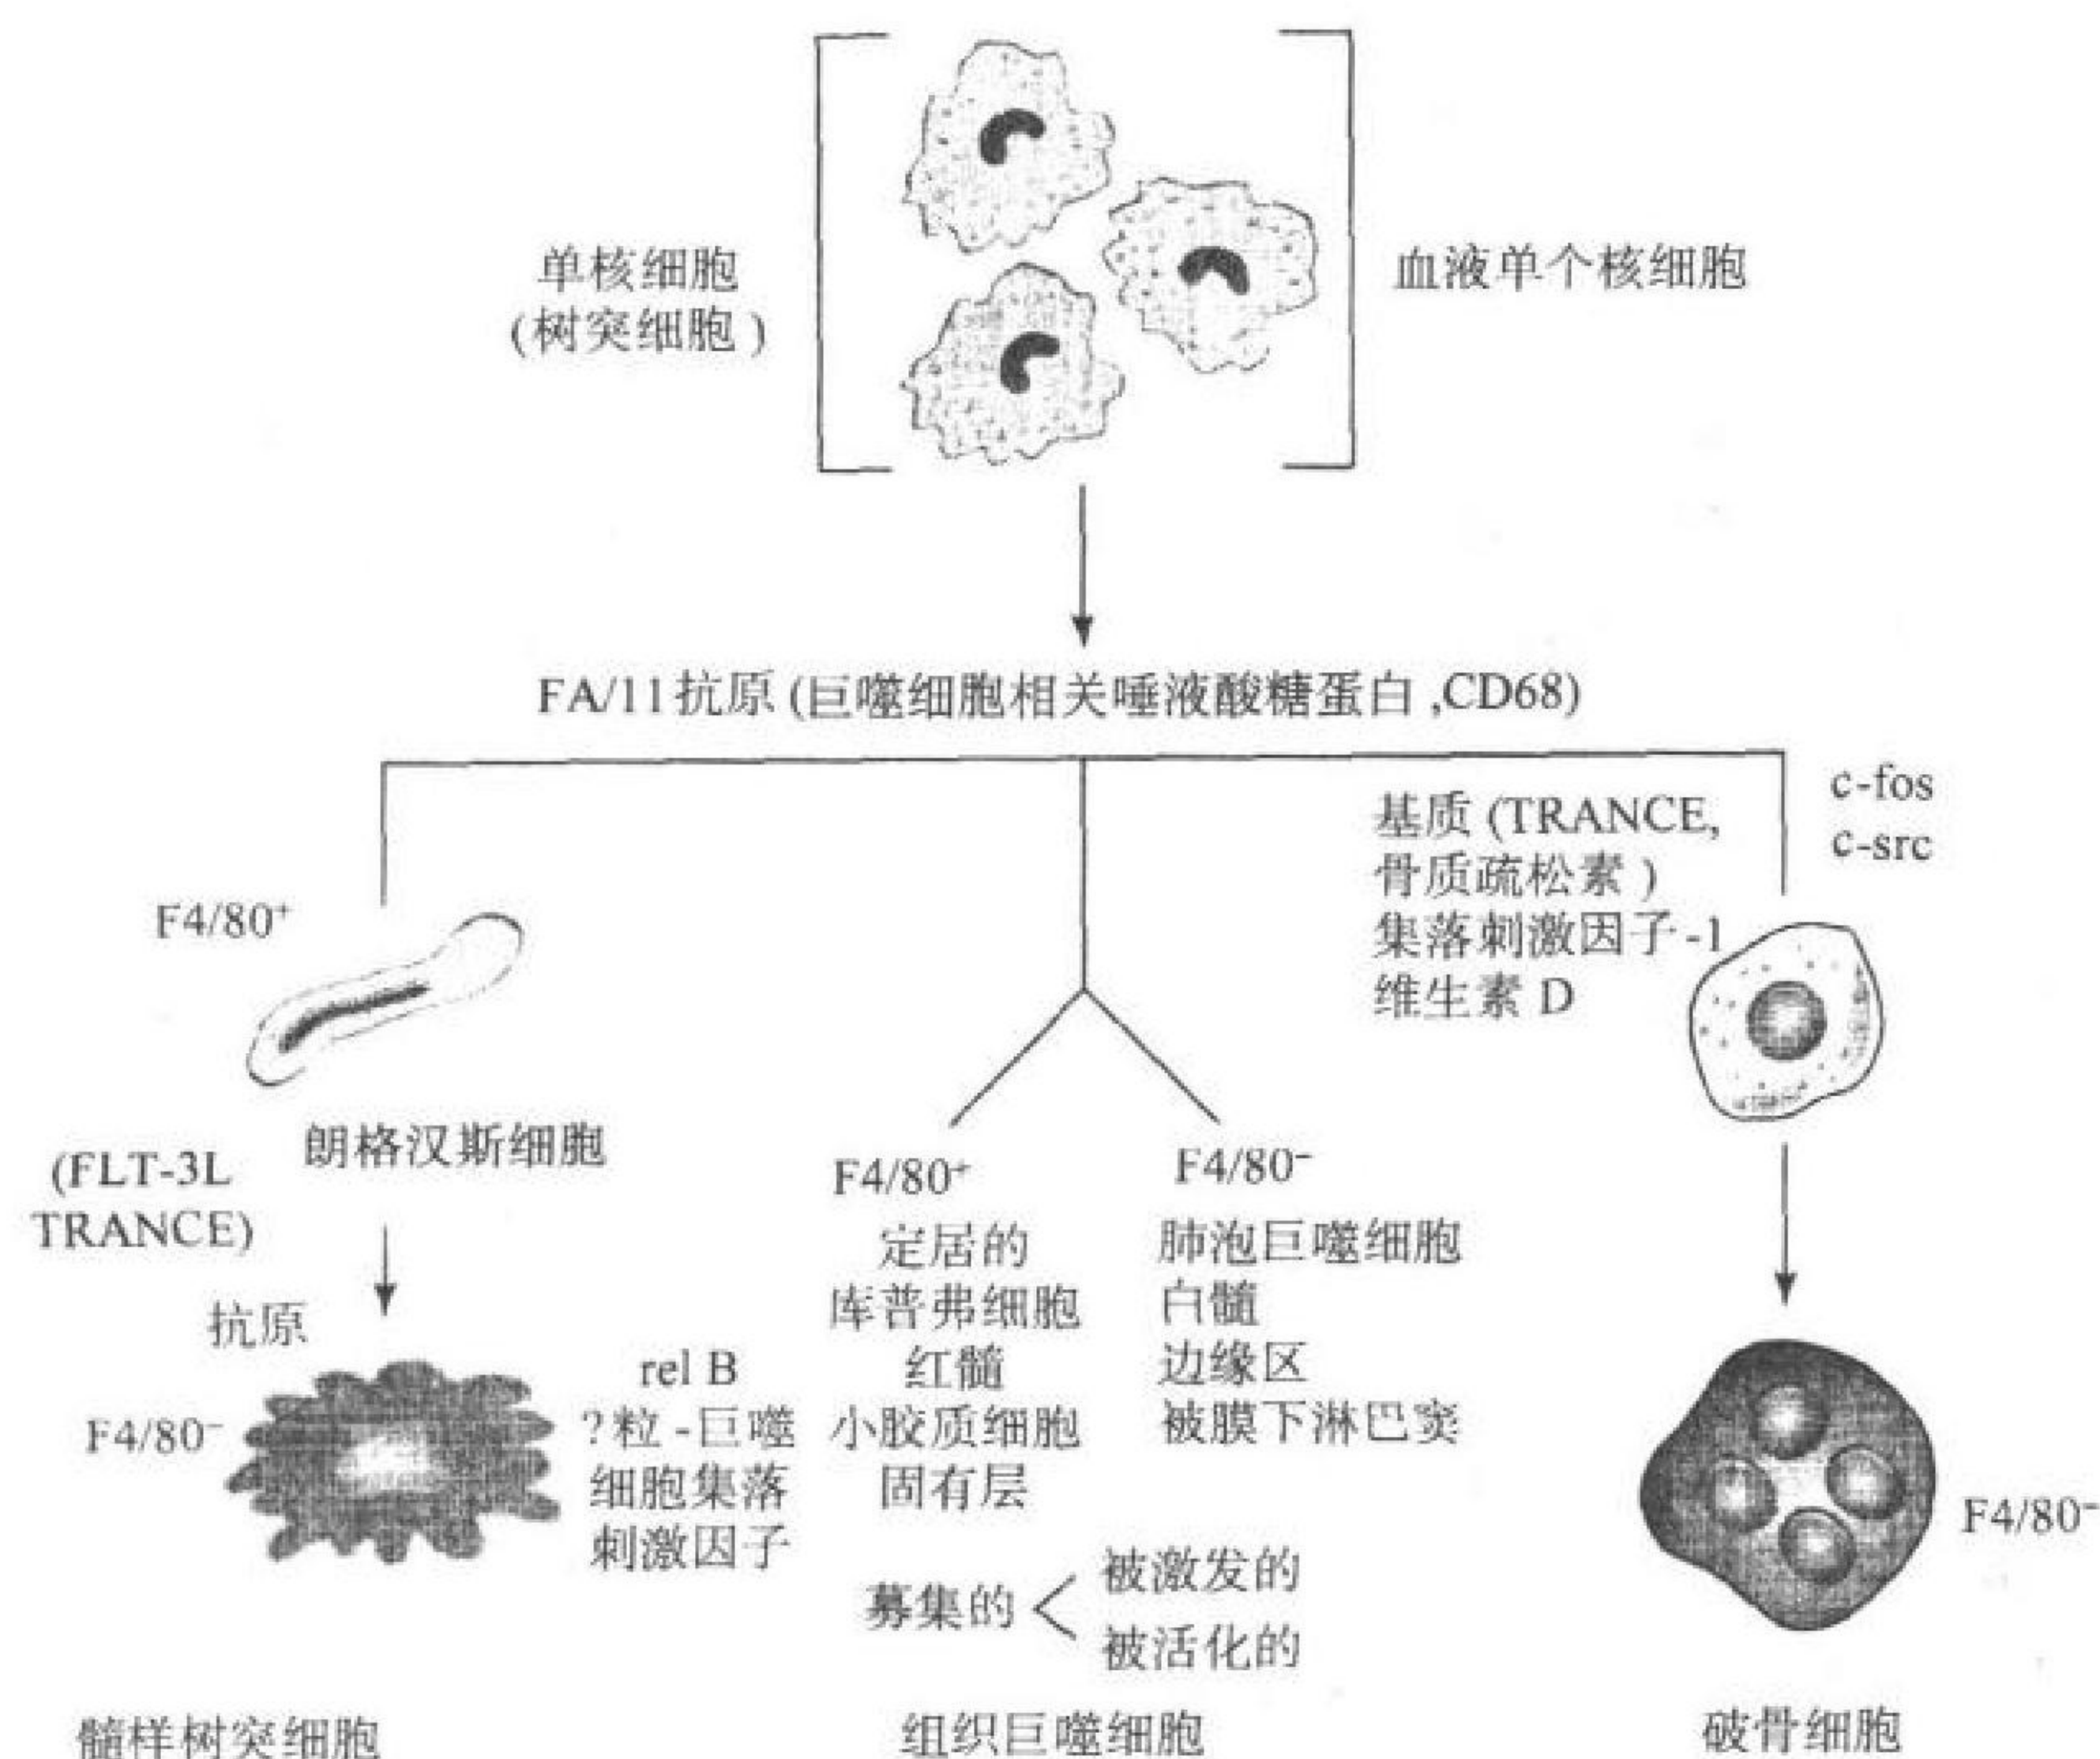 单核细胞
(树突细胞)
血液单个核细胞
FA/11抗原(巨噬细胞相关唾液酸糖蛋白,CD68)
c-fos
c-src
基质(TRANCE,
骨质疏松素)
集落刺激因子-1
维生素D
F4/80⁺
朗格汉斯细胞
(FLT-3L
TRANCE)
抗原
F4/80⁻
rel B
?粒-巨噬
细胞集落
刺激因子
F4/80⁺
定居的
库普弗细胞
红髓
小胶质细胞
固有层
F4/80⁻
肺泡巨噬细胞
白髓
边缘区
被膜下淋巴窦
募集的
被激发的
被活化的
F4/80⁻
髓样树突细胞
组织巨噬细胞
破骨细胞